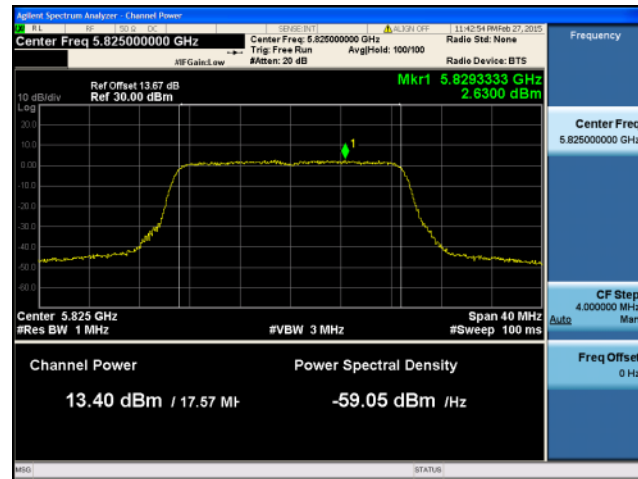 Agilent Spectrum Analyzer - Channel Power
RL RF 50 Ω DC SENSE:INT ALIGN OFF 11:42:54 PM Feb 27, 2015
Center Freq 5.825000000 GHz
Center Freq: 5.825000000 GHz
Radio Std: None
Trig: Free Run Avg|Hold: 100/100
#IFGain:Low #Atten: 20 dB Radio Device: BTS
Mkr1 5.8293333 GHz
2.6300 dBm
Ref Offset 13.67 dB
10 dB/div Ref 30.00 dBm
Log
20.0
10.0
0.00
-10.0
-20.0
-30.0
-40.0
-50.0
-60.0
1
Center 5.825 GHz Span 40 MHz
#Res BW 1 MHz #VBW 3 MHz #Sweep 100 ms
Channel Power Power Spectral Density
13.40 dBm / 17.57 MH -59.05 dBm /Hz
MSG STATUS
Frequency
Center Freq
5.825000000 GHz
CF Step
4.000000 MHz
Auto Man
Freq Offset
0 Hz